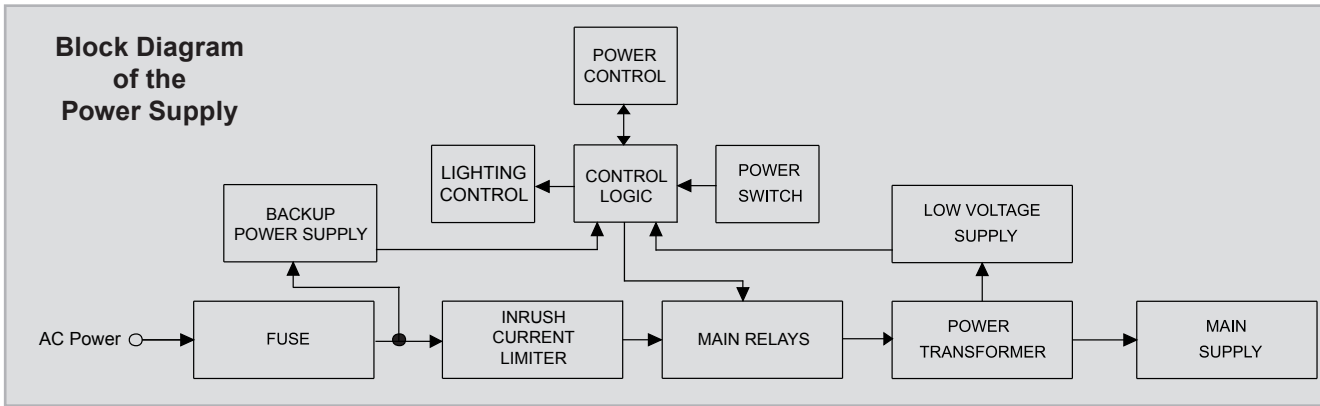 Block Diagram
of the
Power Supply
POWER
CONTROL
LIGHTING
CONTROL
CONTROL
LOGIC
POWER
SWITCH
BACKUP
POWER SUPPLY
LOW VOLTAGE
SUPPLY
AC Power
FUSE
INRUSH
CURRENT
LIMITER
MAIN RELAYS
POWER
TRANSFORMER
MAIN
SUPPLY